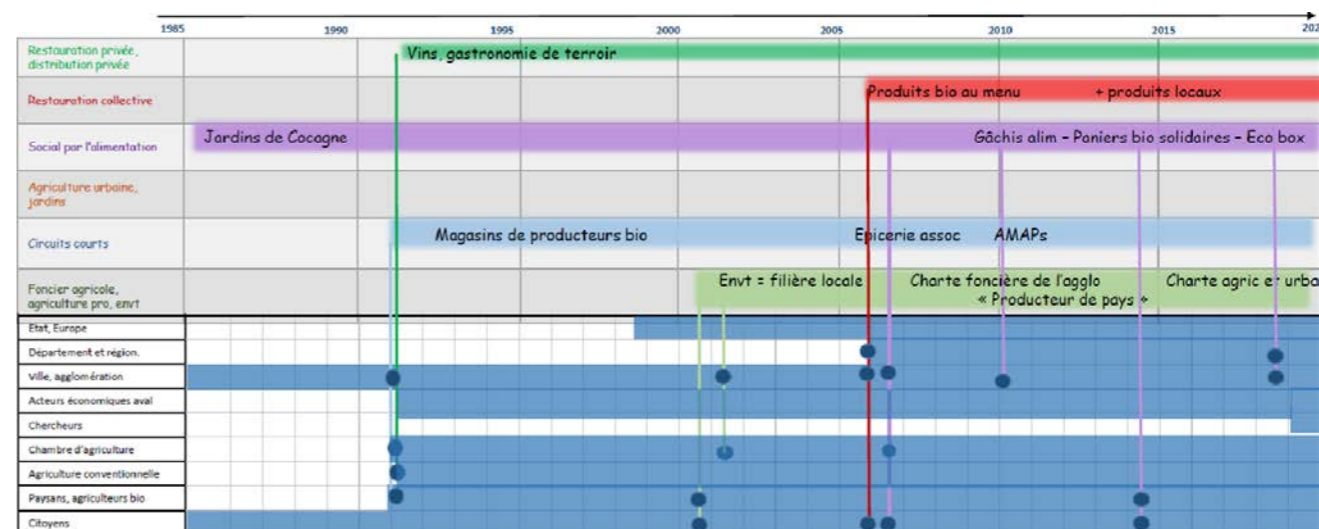 1985 1990 1995 2000 2005 2010 2015
Restauration privée,
distribution privée
Vins, gastronomie de terroir
Restauration collective
Produits bio au menu + produits locaux
Social par l'alimentation
Jardins de Cocagne
Gâchis alim – Paniers bio solidaires – Eco box
Agriculture urbaine,
jardins
Circuits courts
Magasins de producteurs bio
Epicerie assoc
AMAPs
Foncier agricole,
agriculture pro, envt
Envt = filière locale
Charte foncière de l'agglo
« Producteur de pays »
Charte agric et urba
Etat, Europe
Département et région.
Ville, agglomération
Acteurs économiques aval
Chercheurs
Chambre d'agriculture
Agriculture conventionnelle
Paysans, agriculteurs bio
Citoyens